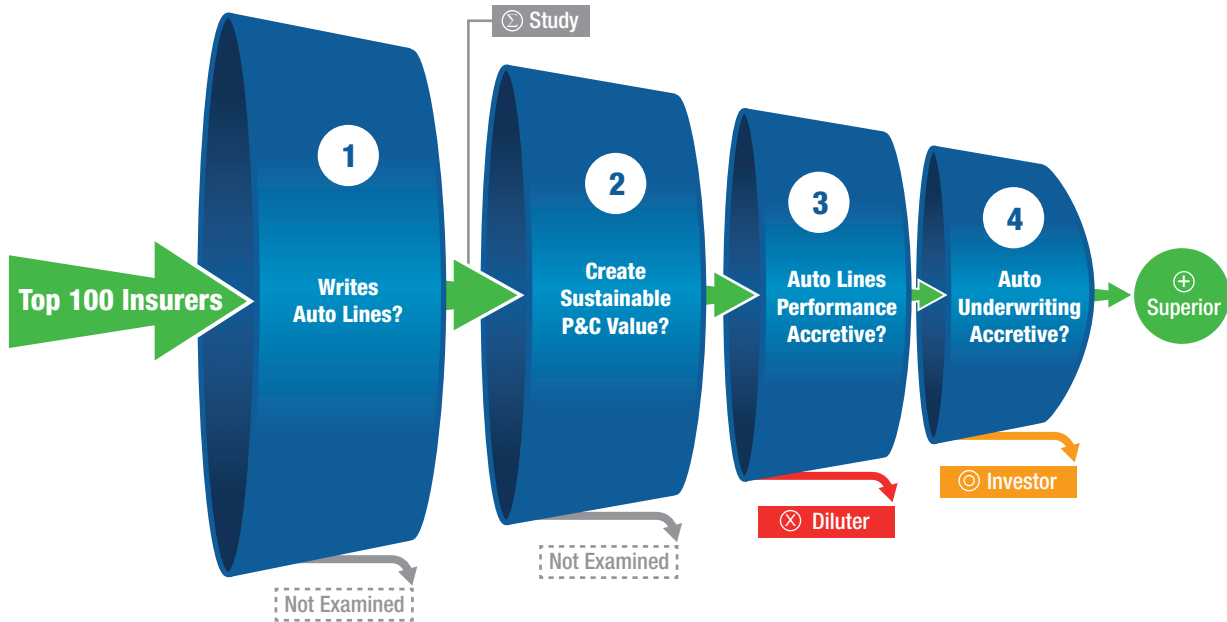 Ⓢ Study
Top 100 Insurers
1
Writes
Auto Lines?
Not Examined
2
Create
Sustainable
P&C Value?
Not Examined
3
Auto Lines
Performance
Accretive?
Ⓧ Diluter
4
Auto
Underwriting
Accretive?
◎ Investor
⊕
Superior